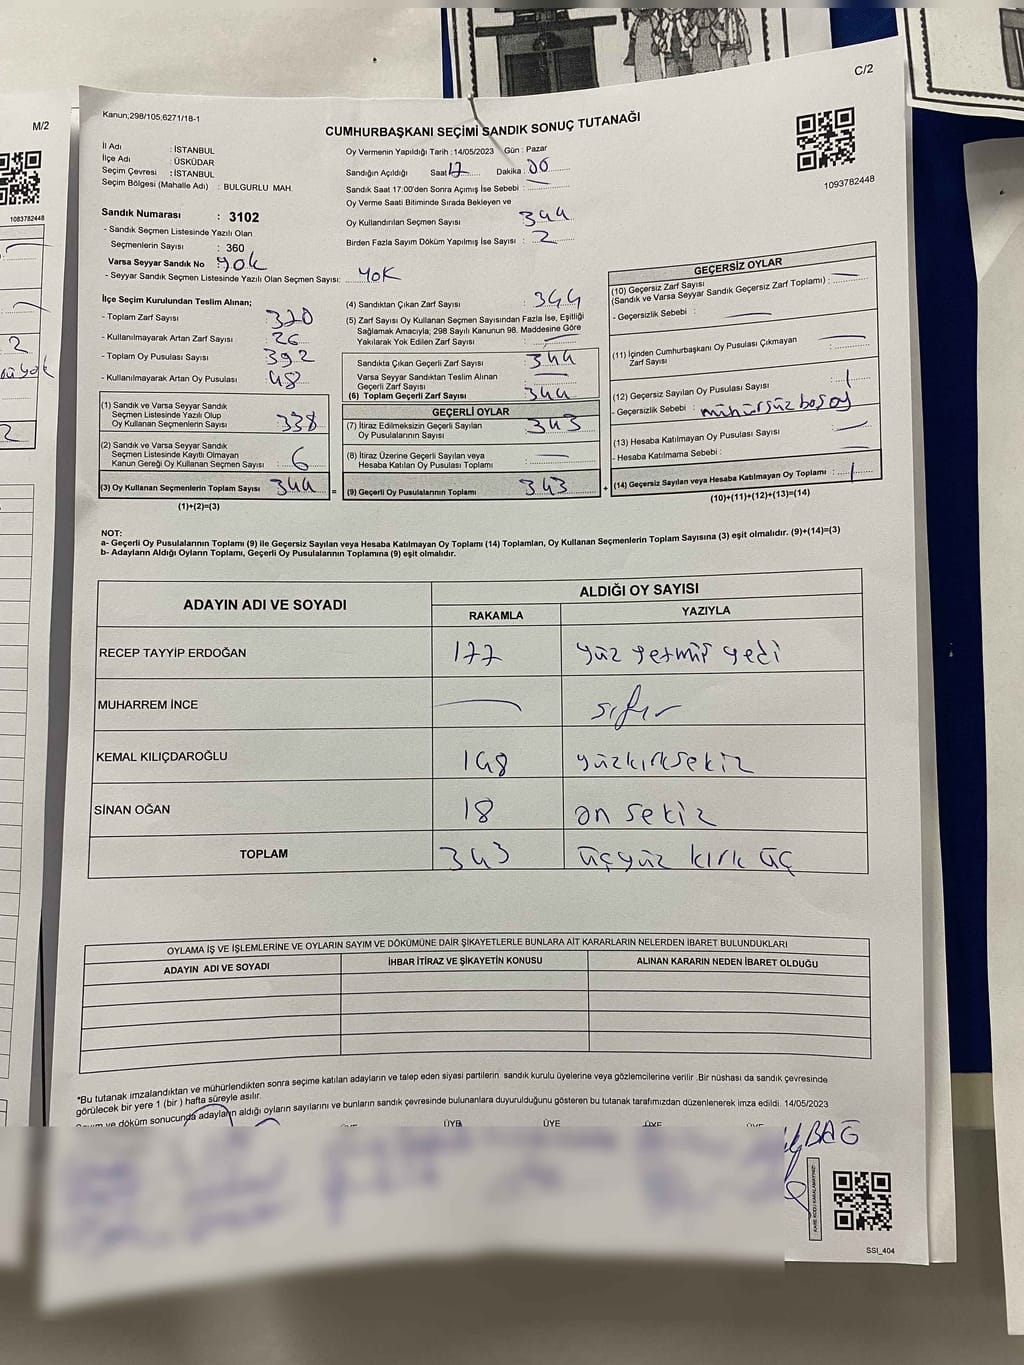 C/2
M/2
Kanun;298/105;6271/18-1
CUMHURBAŞKANI SEÇİMİ SANDIK SONUÇ TUTANAĞI
1093782448
1083782448
İl Adı : İSTANBUL
İlçe Adı : ÜSKÜDAR
Seçim Çevresi : İSTANBUL
Seçim Bölgesi (Mahalle Adı) : BULGURLU MAH.
Sandık Numarası : 3102
- Sandık Seçmen Listesinde Yazılı Olan
Seçmenlerin Sayısı : 360
Varsa Seyyar Sandık No : YOK
- Seyyar Sandık Seçmen Listesinde Yazılı Olan Seçmen Sayısı: YOK
Oy Vermenin Yapıldığı Tarih : 14/05/2023 Gün : Pazar
Sandığın Açıldığı Saat 17 Dakika : 00
Sandık Saat 17:00'den Sonra Açımış İse Sebebi : —
Oy Verme Saati Bitiminde Sırada Bekleyen ve
Oy Kullandırılan Seçmen Sayısı 344
Birden Fazla Sayım Döküm Yapılmış İse Sayısı : 2
İlçe Seçim Kurulundan Teslim Alınan;
- Toplam Zarf Sayısı : 370
- Kullanılmayarak Artan Zarf Sayısı : 26
- Toplam Oy Pusulası Sayısı : 392
- Kullanılmayarak Artan Oy Pusulası : 48
(1) Sandık ve Varsa Seyyar Sandık
Seçmen Listesinde Yazılı Olup
Oy Kullanan Seçmenlerin Sayısı : 338
(2) Sandık ve Varsa Seyyar Sandık
Seçmen Listesinde Kayıtlı Olmayan
Kanun Gereği Oy Kullanan Seçmen Sayısı : 6
(3) Oy Kullanan Seçmenlerin Toplam Sayısı : 344
(1)+(2)=(3)
=
(4) Sandıktan Çıkan Zarf Sayısı : 344
(5) Zarf Sayısı Oy Kullanan Seçmen Sayısından Fazla İse, Eşitliği
Sağlamak Amacıyla; 298 Sayılı Kanunun 98. Maddesine Göre
Yakılarak Yok Edilen Zarf Sayısı : —
Sandıkta Çıkan Geçerli Zarf Sayısı : 344
Varsa Seyyar Sandıktan Teslim Alınan
Geçerli Zarf Sayısı : —
(6) Toplam Geçerli Zarf Sayısı : 344
GEÇERLİ OYLAR
(7) İtiraz Edilmeksizin Geçerli Sayılan
Oy Pusulalarının Sayısı : 343
(8) İtiraz Üzerine Geçerli Sayılan veya
Hesaba Katılan Oy Pusulası Toplamı : —
(9) Geçerli Oy Pusulalarının Toplamı : 343
+
GEÇERSİZ OYLAR
(10) Geçersiz Zarf Sayısı
(Sandık ve Varsa Seyyar Sandık Geçersiz Zarf Toplamı) : —
- Geçersizlik Sebebi : —
(11) İçinden Cumhurbaşkanı Oy Pusulası Çıkmayan
Zarf Sayısı : —
(12) Geçersiz Sayılan Oy Pusulası Sayısı : 1
- Geçersizlik Sebebi : mühürsüz boş oy
(13) Hesaba Katılmayan Oy Pusulası Sayısı : —
- Hesaba Katılmama Sebebi : —
(14) Geçersiz Sayılan veya Hesaba Katılmayan Oy Toplamı : 1
(10)+(11)+(12)+(13)=(14)
NOT:
a- Geçerli Oy Pusulalarının Toplamı (9) ile Geçersiz Sayılan veya Hesaba Katılmayan Oy Toplamı (14) Toplamları, Oy Kullanan Seçmenlerin Toplam Sayısına (3) eşit olmalıdır. (9)+(14)=(3)
b- Adayların Aldığı Oyların Toplamı, Geçerli Oy Pusulalarının Toplamına (9) eşit olmalıdır.
ADAYIN ADI VE SOYADI
ALDIĞI OY SAYISI
RAKAMLA YAZIYLA
RECEP TAYYİP ERDOĞAN 177 yüz yetmiş yedi
MUHARREM İNCE — sıfır
KEMAL KILIÇDAROĞLU 148 yüzkırksekiz
SİNAN OĞAN 18 on sekiz
TOPLAM 343 üçyüz kırk üç
OYLAMA İŞ VE İŞLEMLERİNE VE OYLARIN SAYIM VE DÖKÜMÜNE DAİR ŞİKAYETLERLE BUNLARA AİT KARARLARIN NELERDEN İBARET BULUNDUKLARI
ADAYIN ADI VE SOYADI İHBAR İTİRAZ VE ŞİKAYETİN KONUSU ALINAN KARARIN NEDEN İBARET OLDUĞU
*Bu tutanak imzalandıktan ve mühürlendikten sonra seçime katılan adayların ve talep eden siyasi partilerin sandık kurulu üyelerine veya gözlemcilerine verilir .Bir nüshası da sandık çevresinde
görülecek bir yere 1 (bir ) hafta süreyle asılır.
ve döküm sonucunda adayların aldığı oyların sayılarını ve bunların sandık çevresinde bulunanlara duyurulduğunu gösteren bu tutanak tarafımızdan düzenlenerek imza edildi. 14/05/2023
ÜYE ÜYE
BAĞ
SSI_404